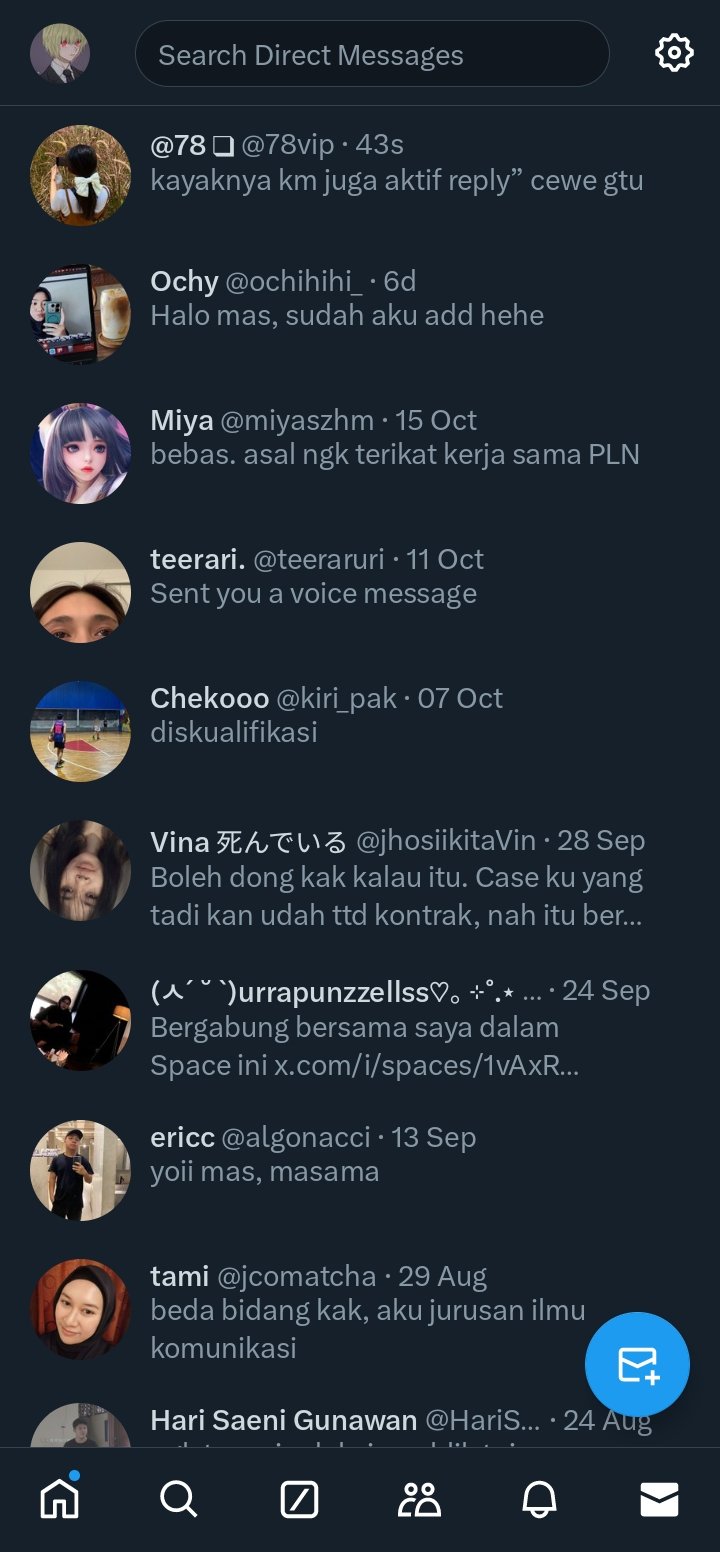 Search Direct Messages
@78 ❏ @78vip · 43s
kayaknya km juga aktif reply” cewe gtu
Ochy @ochihihi_ · 6d
Halo mas, sudah aku add hehe
Miya @miyaszhm · 15 Oct
bebas. asal ngk terikat kerja sama PLN
teerari. @teeraruri · 11 Oct
Sent you a voice message
Chekooo @kiri_pak · 07 Oct
diskualifikasi
Vina 死んでいる @jhosiikitaVin · 28 Sep
Boleh dong kak kalau itu. Case ku yang
tadi kan udah ttd kontrak, nah itu ber...
(ㅅ´ ˘ `)urrapunzzellss♡｡ ⊹˚.⋆ ... · 24 Sep
Bergabung bersama saya dalam
Space ini x.com/i/spaces/1vAxR...
ericc @algonacci · 13 Sep
yoii mas, masama
tami @jcomatcha · 29 Aug
beda bidang kak, aku jurusan ilmu
komunikasi
Hari Saeni Gunawan @HariS... · 24 Aug